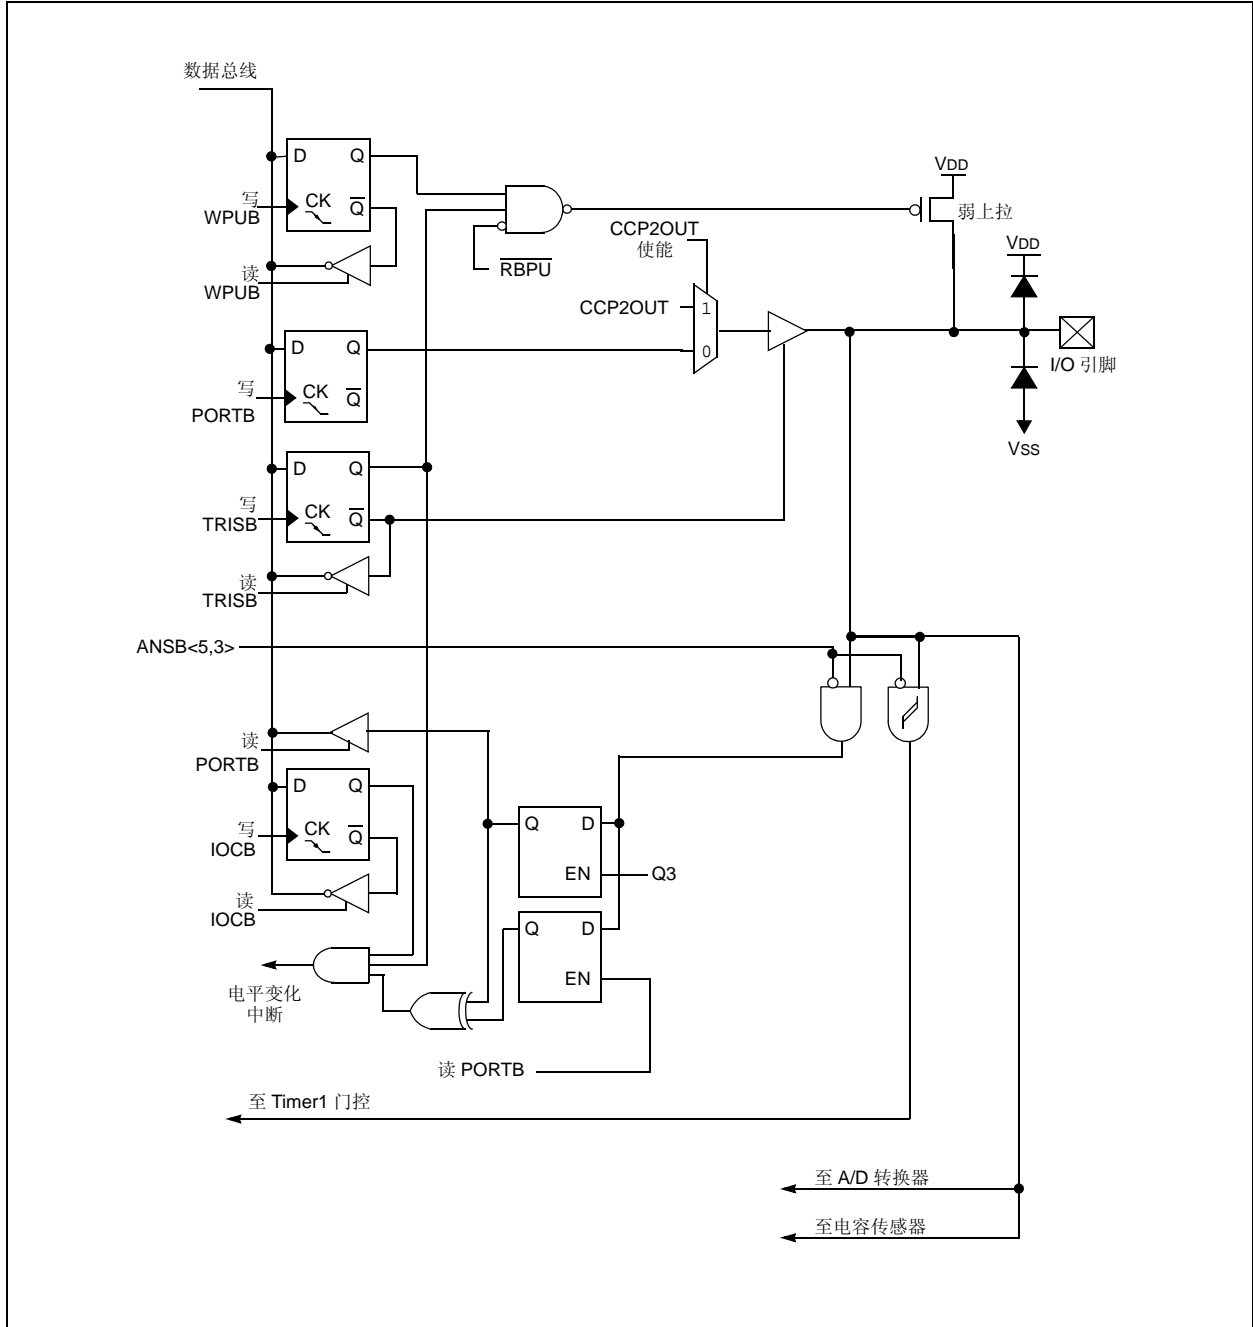 数据总线
D Q
写
WPUB
CK
Q
读
WPUB
RBPU
CCP2OUT
使能
CCP2OUT
1
0
VDD
弱上拉
VDD
I/O 引脚
VSS
D Q
写
PORTB
CK
Q
D Q
写
TRISB
CK
Q
读
TRISB
ANSB<5,3>
读
PORTB
D Q
写
IOCB
CK
Q
读
IOCB
Q D
EN
Q3
Q D
EN
电平变化
中断
读 PORTB
至 Timer1 门控
至 A/D 转换器
至电容传感器